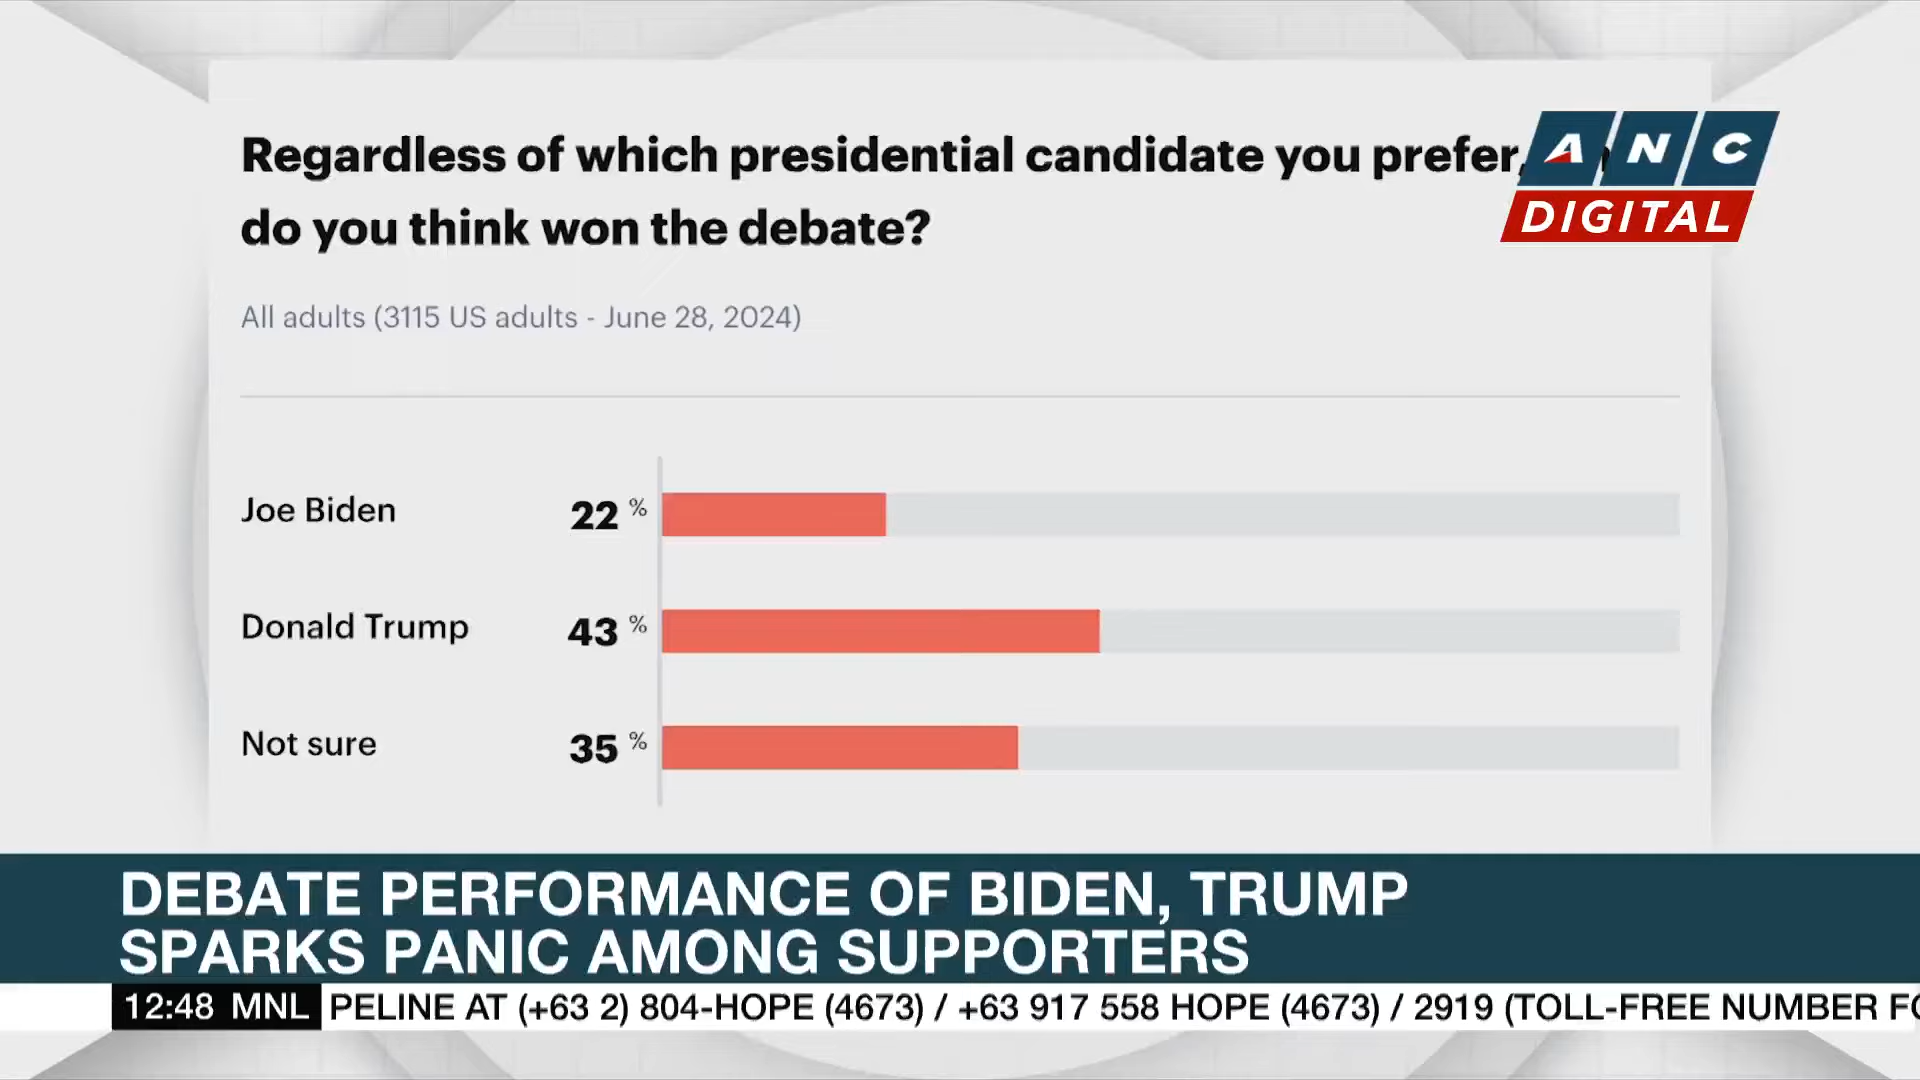 Regardless of which presidential candidate you prefer,
do you think won the debate?
All adults (3115 US adults - June 28, 2024)
ANC
DIGITAL
Joe Biden 22 %
Donald Trump 43 %
Not sure 35 %
DEBATE PERFORMANCE OF BIDEN, TRUMP
SPARKS PANIC AMONG SUPPORTERS
12:48 MNL PELINE AT (+63 2) 804-HOPE (4673) / +63 917 558 HOPE (4673) / 2919 (TOLL-FREE NUMBER